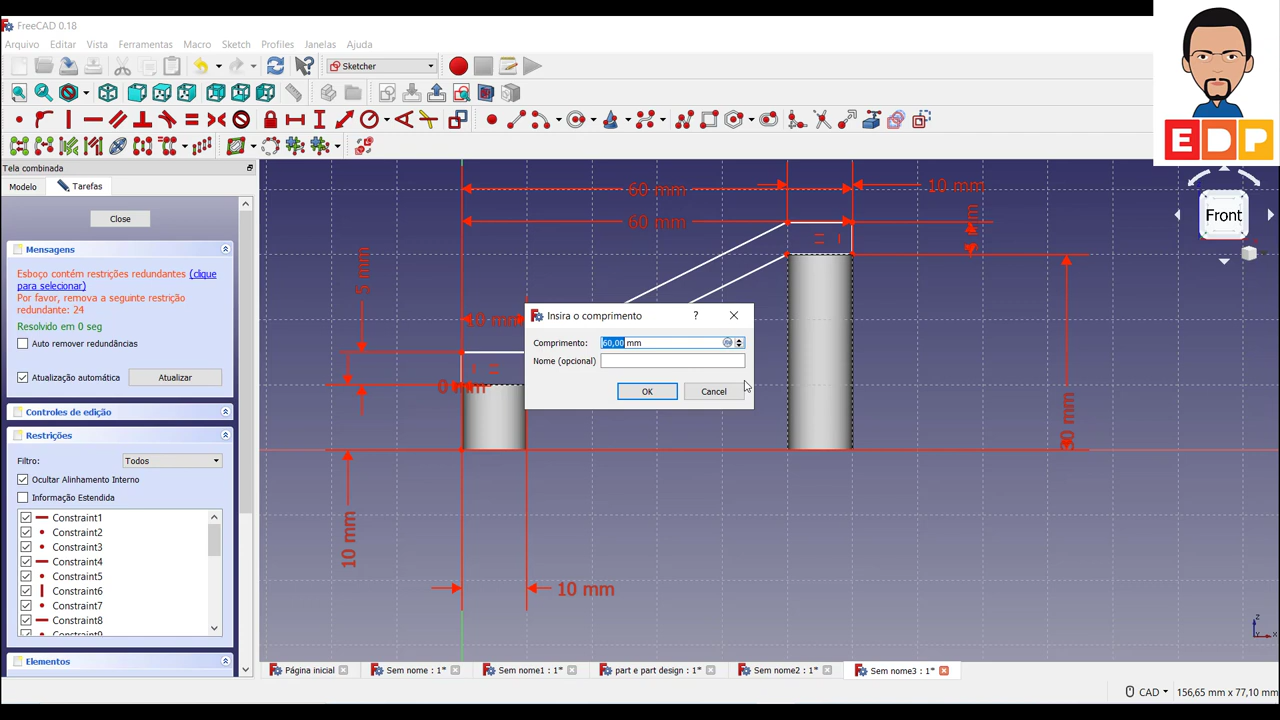 FreeCAD 0.18
Arquivo Editar Vista Ferramentas Macro Sketch Profiles Janelas Ajuda
Sketcher
EDP
Tela combinada
Modelo Tarefas
Close
Mensagens
Esboço contém restrições redundantes (clique
para selecionar)
Por favor, remova a seguinte restrição
redundante: 24
Resolvido em 0 seg
Auto remover redundâncias
Atualização automática Atualizar
Controles de edição
Restrições
Filtro: Todos
Ocultar Alinhamento Interno
Informação Estendida
Constraint1
Constraint2
Constraint3
Constraint4
Constraint5
Constraint6
Constraint7
Constraint8
Constraint9
Elementos
60 mm
10 mm
60 mm
5 mm
30 mm
10 mm
10 mm
Front
Insira o comprimento
?
Comprimento: 60,00 mm
Nome (opcional)
OK Cancel
Z
Página inicial Sem nome : 1* Sem nome1 : 1* part e part design : 1* Sem nome2 : 1* Sem nome3 : 1*
CAD 156,65 mm x 77,10 mm